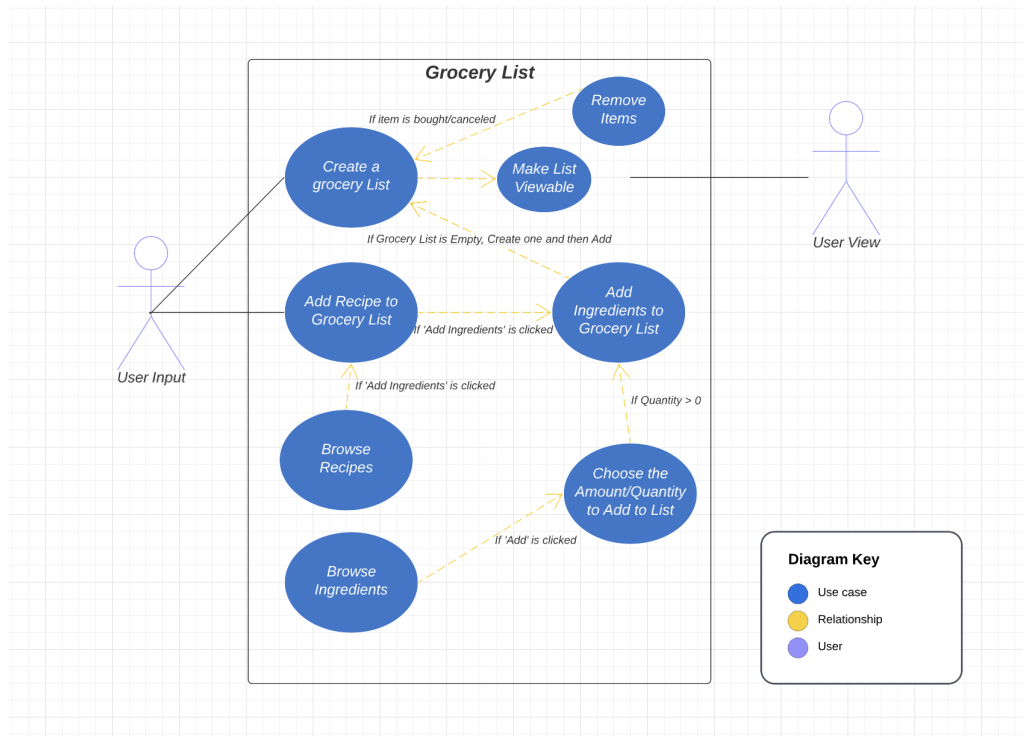 Grocery List
Remove
Items
If item is bought/canceled
Create a
grocery List
Make List
Viewable
User View
If Grocery List is Empty, Create one and then Add
Add Recipe to
Grocery List
Add
Ingredients to
Grocery List
If 'Add Ingredients' is clicked
User Input
If 'Add Ingredients' is clicked
If Quantity > 0
Browse
Recipes
Choose the
Amount/Quantity
to Add to List
If 'Add' is clicked
Browse
Ingredients
Diagram Key
Use case
Relationship
User